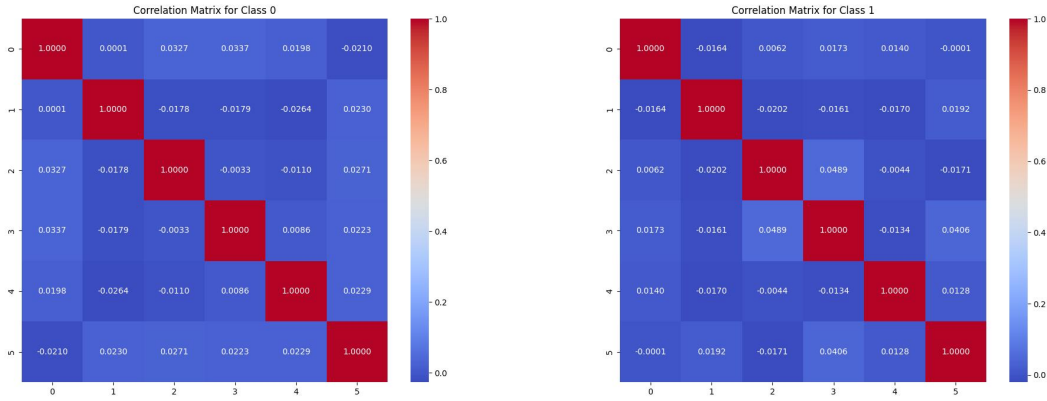 Correlation Matrix for Class 0
0 1.0000 0.0001 0.0327 0.0337 0.0198 -0.0210
1 0.0001 1.0000 -0.0178 -0.0179 -0.0264 0.0230
2 0.0327 -0.0178 1.0000 -0.0033 -0.0110 0.0271
3 0.0337 -0.0179 -0.0033 1.0000 0.0086 0.0223
4 0.0198 -0.0264 -0.0110 0.0086 1.0000 0.0229
5 -0.0210 0.0230 0.0271 0.0223 0.0229 1.0000
0 1 2 3 4 5
1.0
0.8
0.6
0.4
0.2
0.0
Correlation Matrix for Class 1
0 1.0000 -0.0164 0.0062 0.0173 0.0140 -0.0001
1 -0.0164 1.0000 -0.0202 -0.0161 -0.0170 0.0192
2 0.0062 -0.0202 1.0000 0.0489 -0.0044 -0.0171
3 0.0173 -0.0161 0.0489 1.0000 -0.0134 0.0406
4 0.0140 -0.0170 -0.0044 -0.0134 1.0000 0.0128
5 -0.0001 0.0192 -0.0171 0.0406 0.0128 1.0000
0 1 2 3 4 5
1.0
0.8
0.6
0.4
0.2
0.0